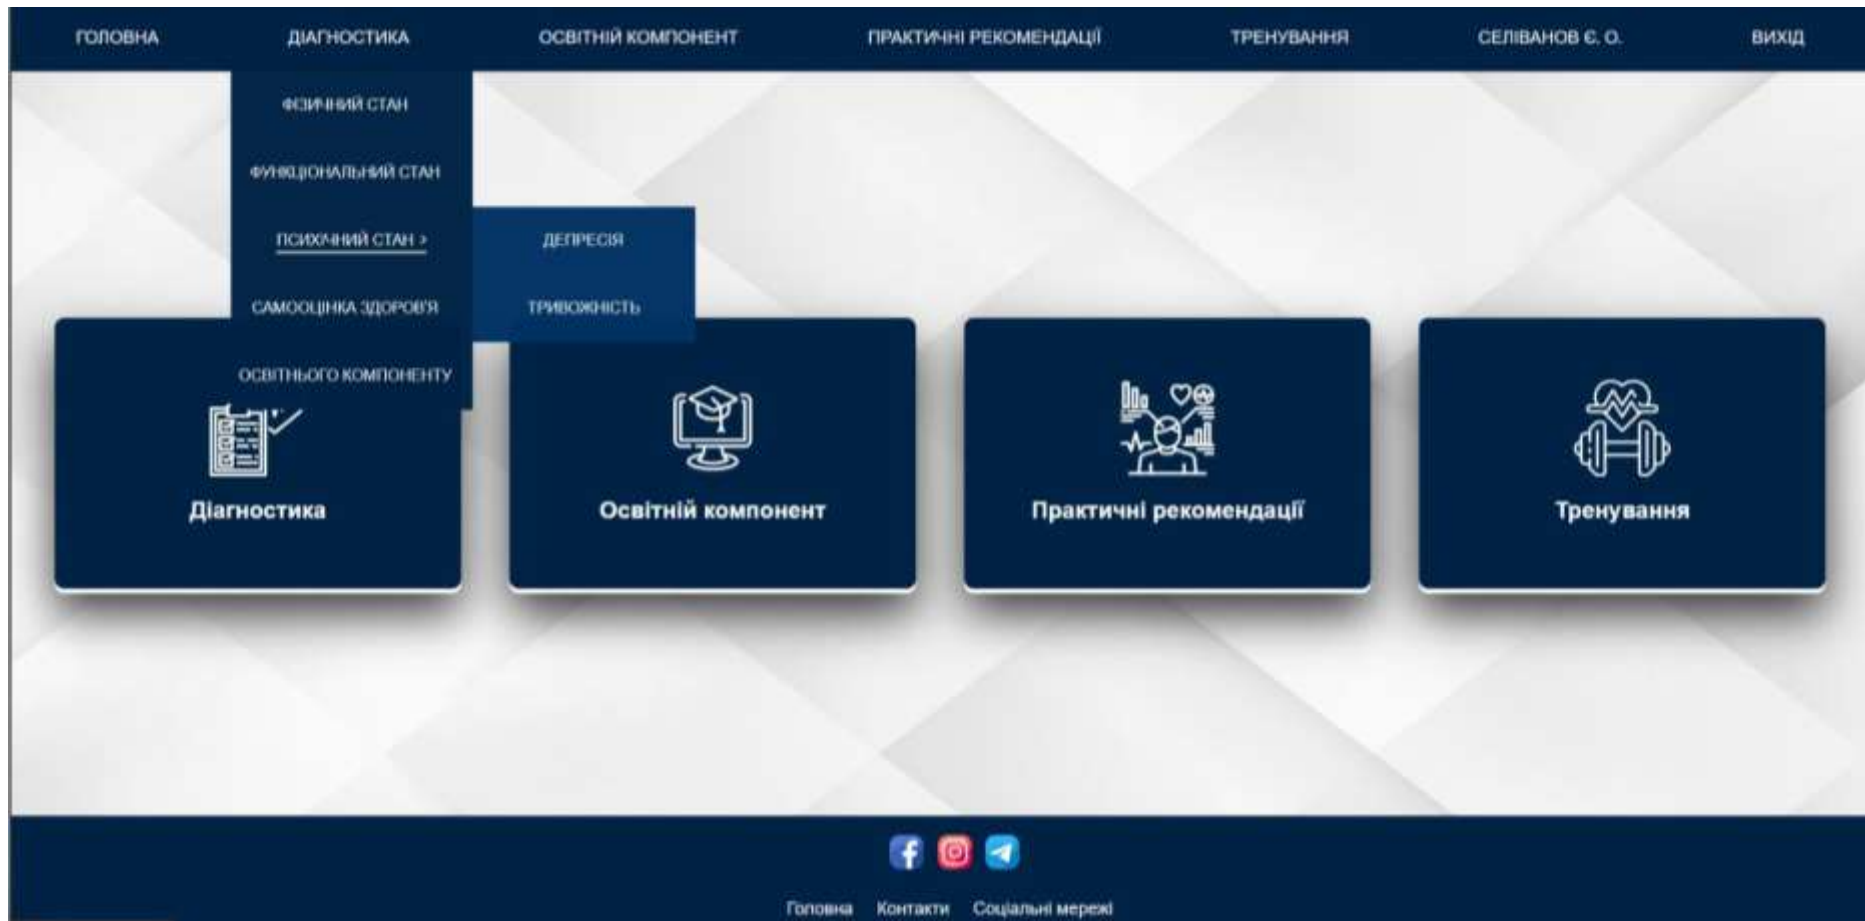 ГОЛОВНА ДІАГНОСТИКА ОСВІТНІЙ КОМПОНЕНТ ПРАКТИЧНІ РЕКОМЕНДАЦІЇ ТРЕНУВАННЯ СЕЛІВАНОВ Є. О. ВИХІД
ФІЗИЧНИЙ СТАН
ФУНКЦІОНАЛЬНИЙ СТАН
ПСИХІЧНИЙ СТАН > ДЕПРЕСІЯ
САМООЦІНКА ЗДОРОВ'Я ТРИВОЖНІСТЬ
ОСВІТНЬОГО КОМПОНЕНТУ
Діагностика Освітній компонент Практичні рекомендації Тренування
Головна Контакти Соціальні мережі